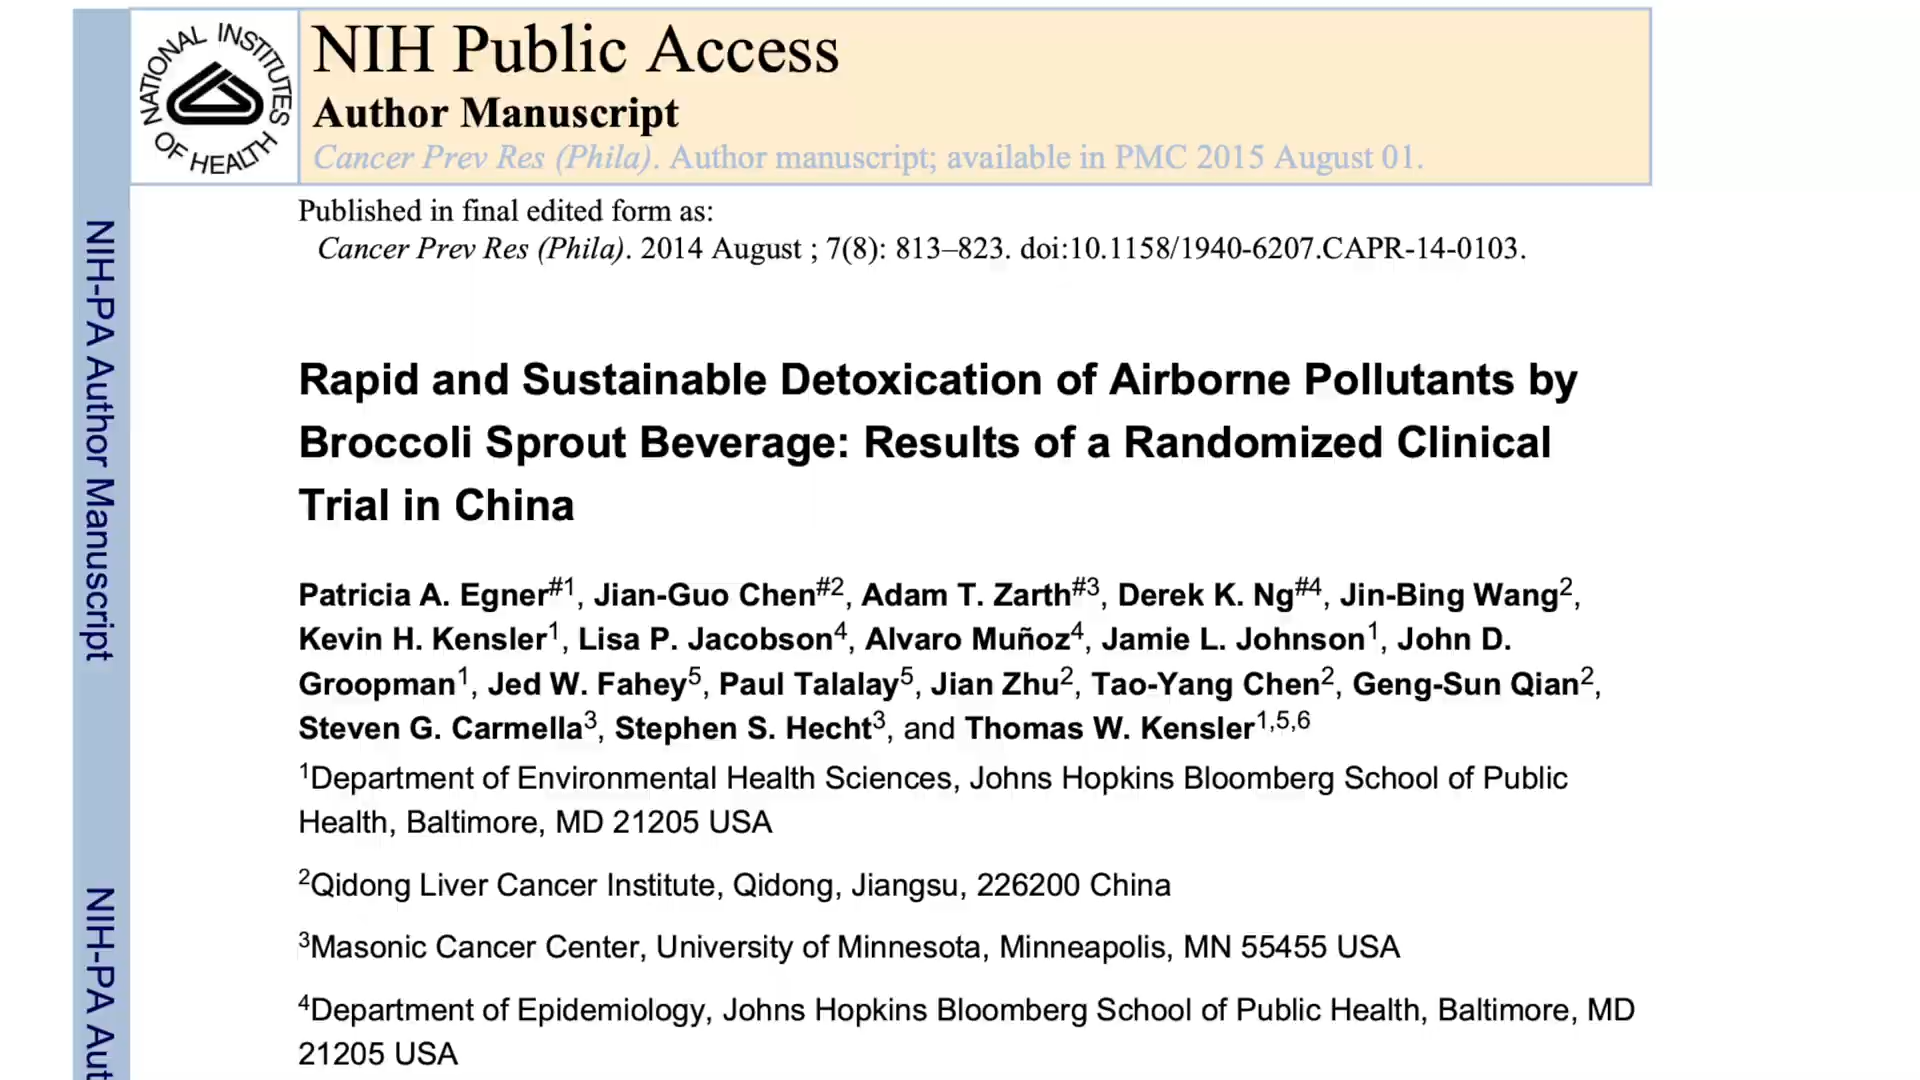 NATIONAL INSTITUTES OF HEALTH
NIH Public Access
Author Manuscript
Cancer Prev Res (Phila). Author manuscript; available in PMC 2015 August 01.
Published in final edited form as:
Cancer Prev Res (Phila). 2014 August ; 7(8): 813–823. doi:10.1158/1940-6207.CAPR-14-0103.
Rapid and Sustainable Detoxication of Airborne Pollutants by
Broccoli Sprout Beverage: Results of a Randomized Clinical
Trial in China
Patricia A. Egner#1, Jian-Guo Chen#2, Adam T. Zarth#3, Derek K. Ng#4, Jin-Bing Wang2,
Kevin H. Kensler1, Lisa P. Jacobson4, Alvaro Muñoz4, Jamie L. Johnson1, John D.
Groopman1, Jed W. Fahey5, Paul Talalay5, Jian Zhu2, Tao-Yang Chen2, Geng-Sun Qian2,
Steven G. Carmella3, Stephen S. Hecht3, and Thomas W. Kensler1,5,6
1Department of Environmental Health Sciences, Johns Hopkins Bloomberg School of Public
Health, Baltimore, MD 21205 USA
2Qidong Liver Cancer Institute, Qidong, Jiangsu, 226200 China
3Masonic Cancer Center, University of Minnesota, Minneapolis, MN 55455 USA
4Department of Epidemiology, Johns Hopkins Bloomberg School of Public Health, Baltimore, MD
21205 USA
NIH-PA Author Manuscript
NIH-PA Aut